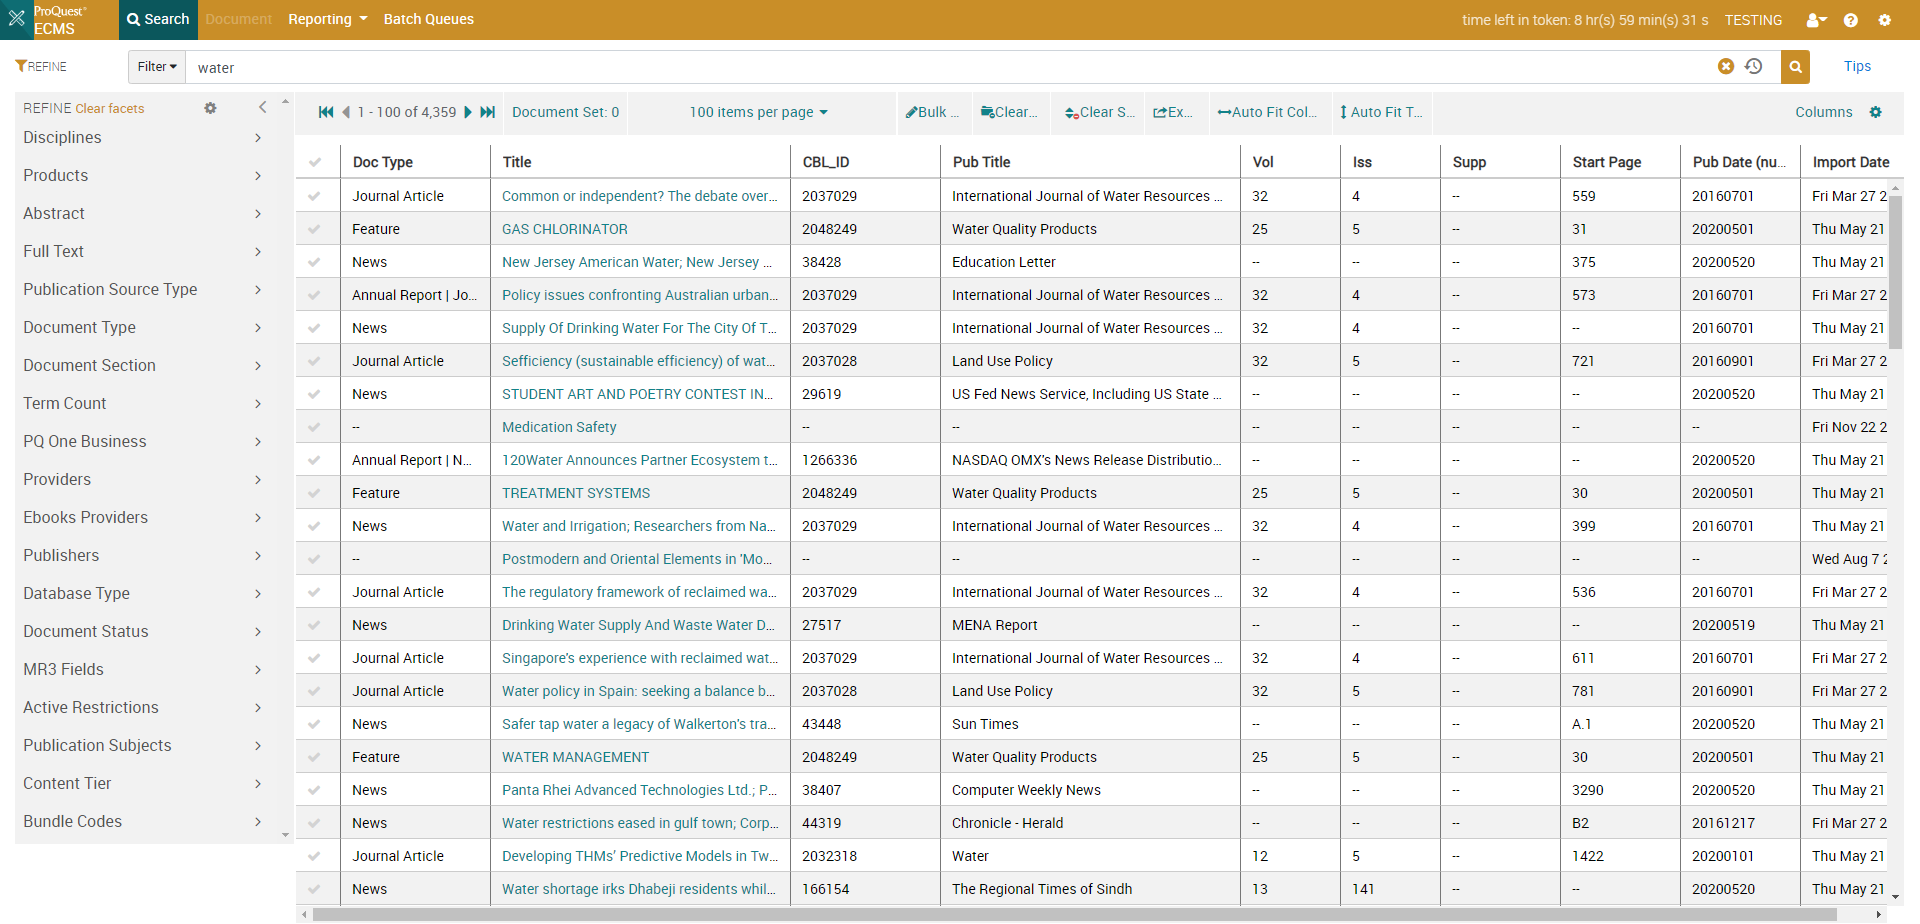 ProQuest® ECMS Search Document Reporting Batch Queues time left in token: 8 hr(s) 59 min(s) 31 s TESTING
REFINE Filter water Tips
REFINE Clear facets
Disciplines
Products
Abstract
Full Text
Publication Source Type
Document Type
Document Section
Term Count
PQ One Business
Providers
Ebooks Providers
Publishers
Database Type
Document Status
MR3 Fields
Active Restrictions
Publication Subjects
Content Tier
Bundle Codes
1 - 100 of 4,359 Document Set: 0 100 items per page Bulk ... Clear... Clear S... Ex... Auto Fit Col... Auto Fit T... Columns
Doc Type Title CBL_ID Pub Title Vol Iss Supp Start Page Pub Date (nu... Import Date
Journal Article Common or independent? The debate over... 2037029 International Journal of Water Resources ... 32 4 -- 559 20160701 Fri Mar 27 2
Feature GAS CHLORINATOR 2048249 Water Quality Products 25 5 -- 31 20200501 Thu May 21
News New Jersey American Water; New Jersey ... 38428 Education Letter -- -- -- 375 20200520 Thu May 21
Annual Report | Jo... Policy issues confronting Australian urban... 2037029 International Journal of Water Resources ... 32 4 -- 573 20160701 Fri Mar 27 2
News Supply Of Drinking Water For The City Of T... 2037029 International Journal of Water Resources ... 32 4 -- -- 20160701 Thu May 21
Journal Article Sefficiency (sustainable efficiency) of wat... 2037028 Land Use Policy 32 5 -- 721 20160901 Fri Mar 27 2
News STUDENT ART AND POETRY CONTEST IN... 29619 US Fed News Service, Including US State ... -- -- -- -- 20200520 Thu May 21
-- Medication Safety -- -- -- -- -- -- -- Fri Nov 22 2
Annual Report | N... 120Water Announces Partner Ecosystem t... 1266336 NASDAQ OMX's News Release Distributio... -- -- -- -- 20200520 Thu May 21
Feature TREATMENT SYSTEMS 2048249 Water Quality Products 25 5 -- 30 20200501 Thu May 21
News Water and Irrigation; Researchers from Na... 2037029 International Journal of Water Resources ... 32 4 -- 399 20160701 Thu May 21
-- Postmodern and Oriental Elements in 'Mo... -- -- -- -- -- -- -- Wed Aug 7 2
Journal Article The regulatory framework of reclaimed wa... 2037029 International Journal of Water Resources ... 32 4 -- 536 20160701 Fri Mar 27 2
News Drinking Water Supply And Waste Water D... 27517 MENA Report -- -- -- -- 20200519 Thu May 21
Journal Article Singapore's experience with reclaimed wat... 2037029 International Journal of Water Resources ... 32 4 -- 611 20160701 Fri Mar 27 2
Journal Article Water policy in Spain: seeking a balance b... 2037028 Land Use Policy 32 5 -- 781 20160901 Fri Mar 27 2
News Safer tap water a legacy of Walkerton's tra... 43448 Sun Times -- -- -- A.1 20200520 Thu May 21
Feature WATER MANAGEMENT 2048249 Water Quality Products 25 5 -- 30 20200501 Thu May 21
News Panta Rhei Advanced Technologies Ltd.; P... 38407 Computer Weekly News -- -- -- 3290 20200520 Thu May 21
News Water restrictions eased in gulf town; Corp... 44319 Chronicle - Herald -- -- -- B2 20161217 Fri Mar 27 2
Journal Article Developing THMs' Predictive Models in Tw... 2032318 Water 12 5 -- 1422 20200101 Thu May 21
News Water shortage irks Dhabeji residents whil... 166154 The Regional Times of Sindh 13 141 -- -- 20200520 Thu May 21